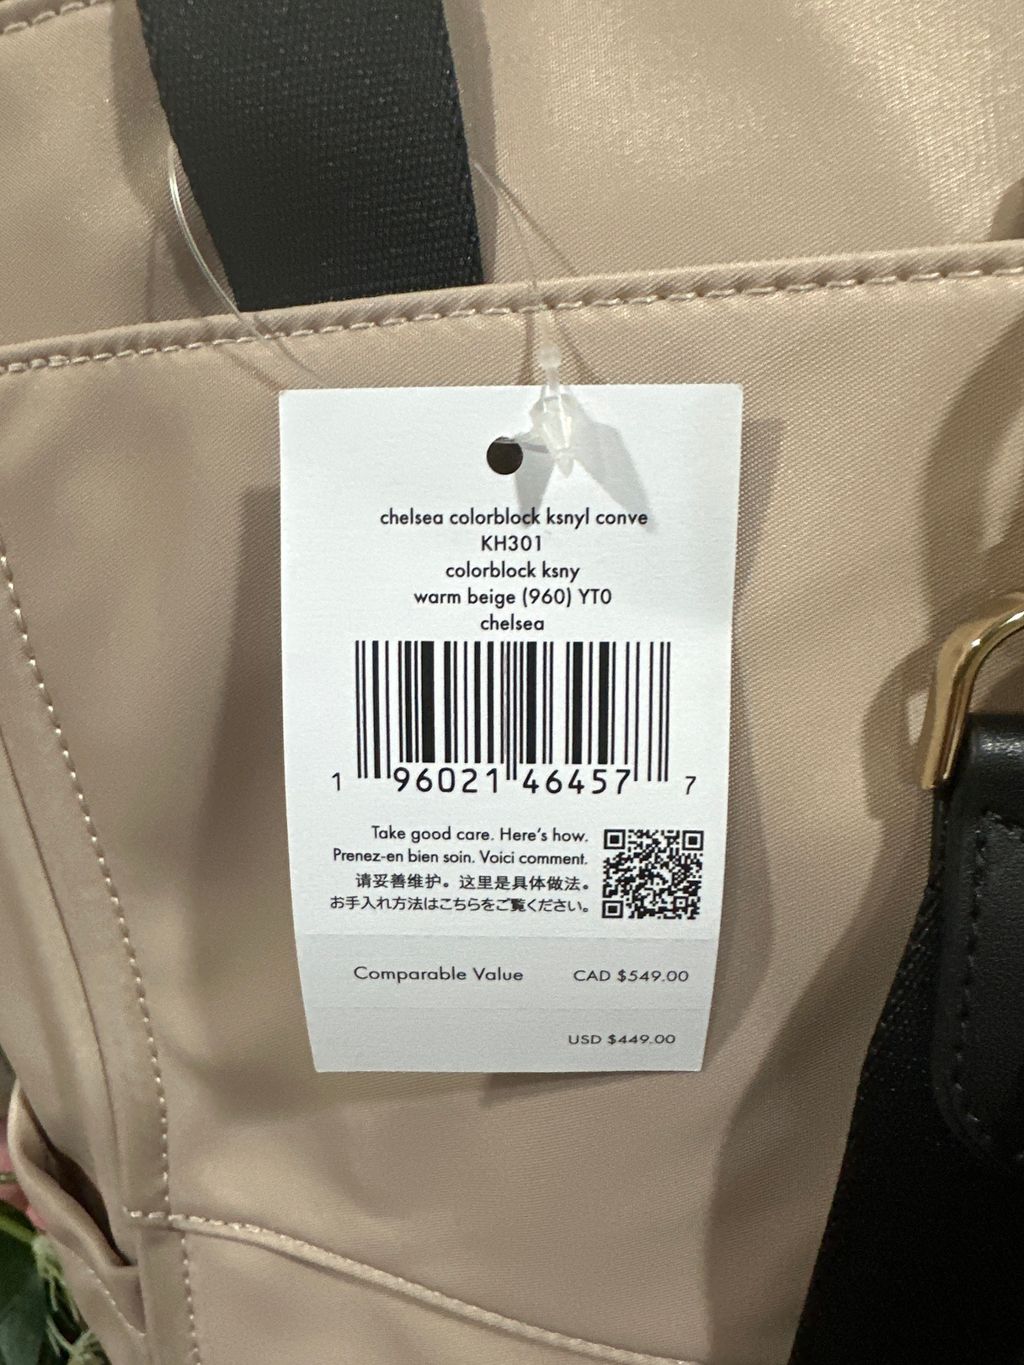 chelsea colorblock ksnyl conve
KH301
colorblock ksny
warm beige (960) YT0
chelsea
1 96021 46457 7
Take good care. Here's how.
Prenez-en bien soin. Voici comment.
请妥善维护。这里是具体做法。
お手入れ方法はこちらをご覧ください。
Comparable Value CAD $549.00
USD $449.00